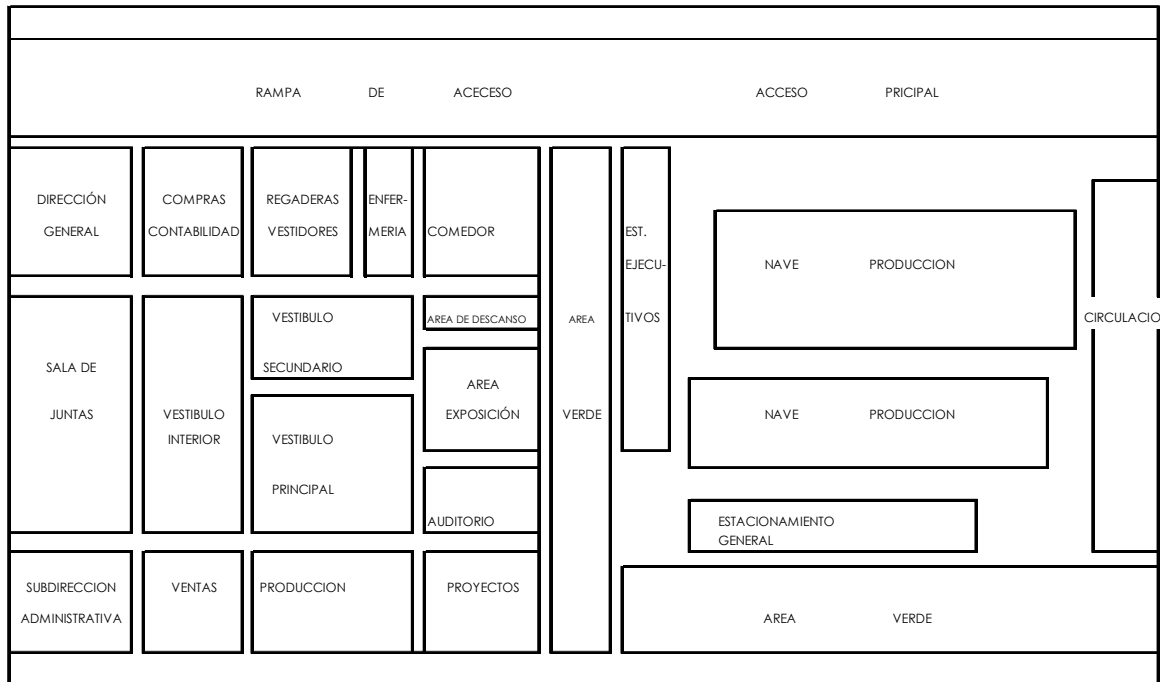 RAMPA DE ACECESO ACCESO PRICIPAL
DIRECCIÓN
GENERAL
COMPRAS
CONTABILIDAD
REGADERAS
VESTIDORES
ENFER-
MERIA
COMEDOR
EST.
EJECU-
TIVOS
NAVE PRODUCCION
CIRCULACIO
SALA DE
JUNTAS
VESTIBULO
INTERIOR
VESTIBULO
SECUNDARIO
AREA DE DESCANSO
AREA
VERDE
AREA
EXPOSICIÓN
VESTIBULO
PRINCIPAL
AUDITORIO
NAVE PRODUCCION
ESTACIONAMIENTO
GENERAL
SUBDIRECCION
ADMINISTRATIVA
VENTAS
PRODUCCION
PROYECTOS
AREA VERDE